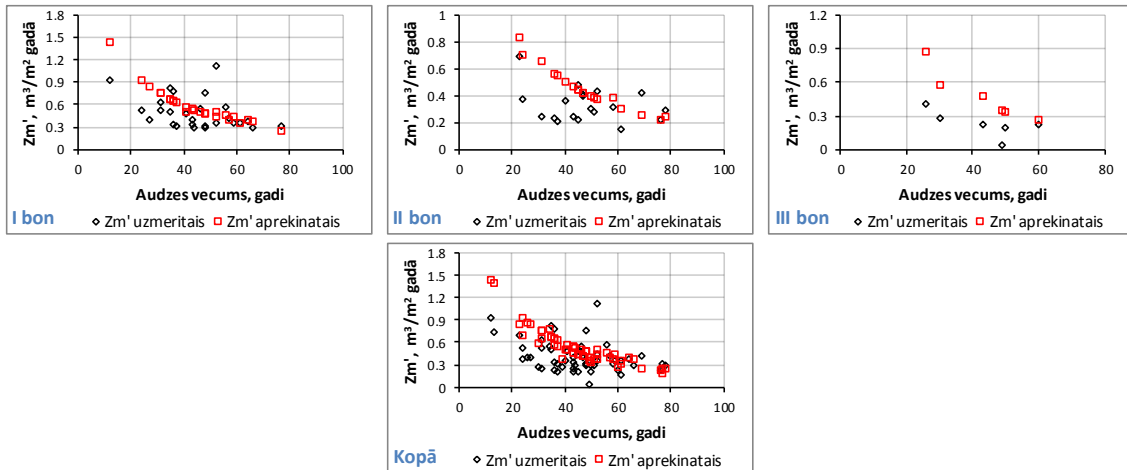 Zm', m³/m² gadā
1.8
1.5
1.2
0.9
0.6
0.3
0
0 20 40 60 80 100
Audzes vecums, gadi
I bon
Zm' uzmeritais Zm' aprekinatais
Zm', m³/m² gadā
1
0.8
0.6
0.4
0.2
0
0 20 40 60 80 100
Audzes vecums, gadi
II bon
Zm' uzmeritais Zm' aprekinatais
Zm', m³/m² gadā
1.2
0.9
0.6
0.3
0
0 20 40 60 80
Audzes vecums, gadi
III bon
Zm' uzmeritais Zm' aprekinatais
Zm', m³/m² gadā
1.8
1.5
1.2
0.9
0.6
0.3
0
0 20 40 60 80 100
Audzes vecums, gadi
Kopā
Zm' uzmeritais Zm' aprekinatais